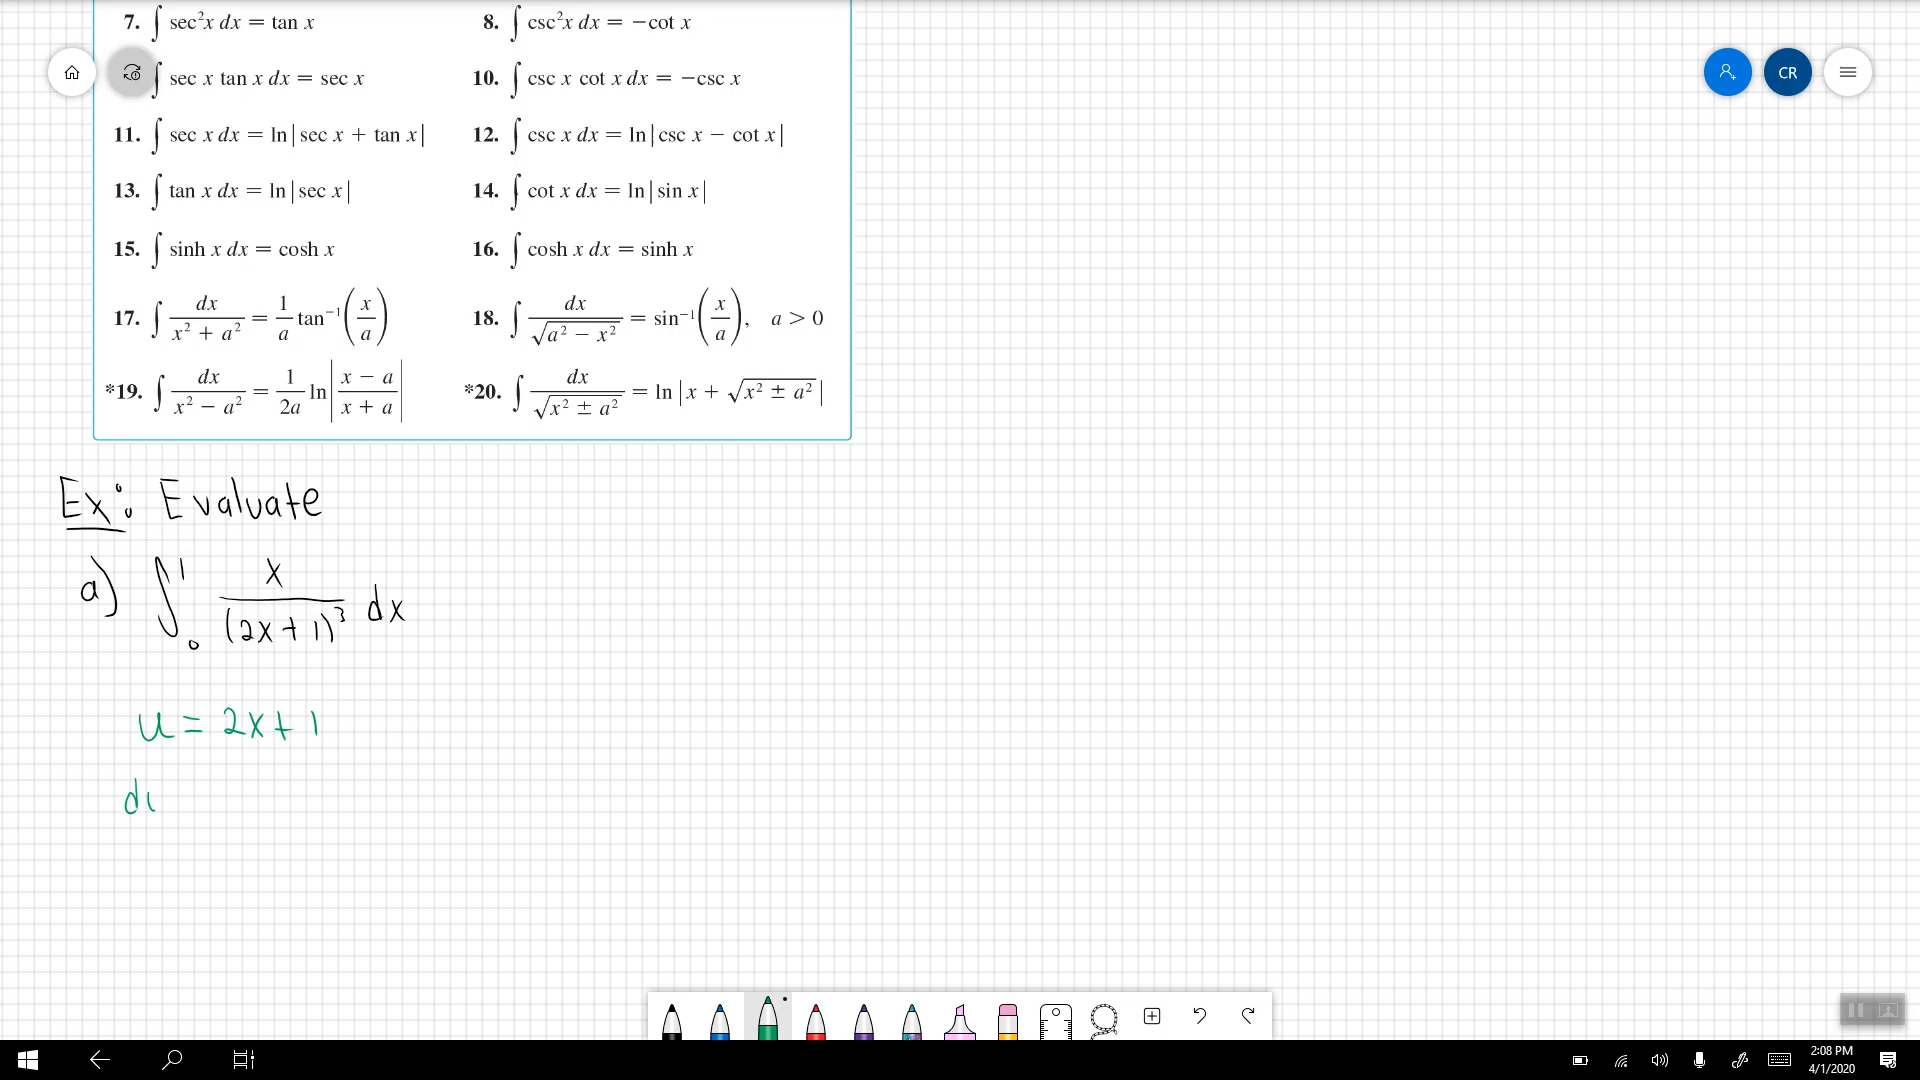 7. ∫ sec²x dx = tan x
8. ∫ csc²x dx = −cot x
∫ sec x tan x dx = sec x
10. ∫ csc x cot x dx = −csc x
11. ∫ sec x dx = ln|sec x + tan x|
12. ∫ csc x dx = ln|csc x − cot x|
13. ∫ tan x dx = ln|sec x|
14. ∫ cot x dx = ln|sin x|
15. ∫ sinh x dx = cosh x
16. ∫ cosh x dx = sinh x
17. ∫ dx/(x² + a²) = 1/a tan⁻¹(x/a)
18. ∫ dx/√(a² − x²) = sin⁻¹(x/a), a > 0
*19. ∫ dx/(x² − a²) = 1/2a ln|(x − a)/(x + a)|
*20. ∫ dx/√(x² ± a²) = ln|x + √(x² ± a²)|
CR
Ex: Evaluate
a) ∫₀¹ x/(2x+1)³ dx
u = 2x+1
2:08 PM
4/1/2020